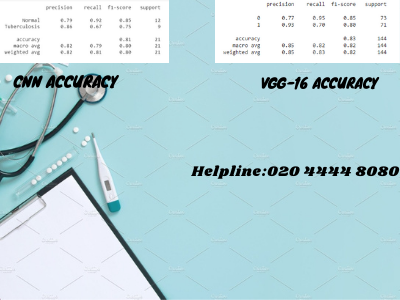 precision recall f1-score support
Normal 0.79 0.92 0.85 12
Tuberculosis 0.86 0.67 0.75 9
accuracy 0.81 21
macro avg 0.82 0.79 0.80 21
weighted avg 0.82 0.81 0.80 21
precision recall f1-score support
0 0.77 0.95 0.85 73
1 0.93 0.70 0.80 71
accuracy 0.83 144
macro avg 0.85 0.82 0.82 144
weighted avg 0.85 0.83 0.82 144
CNN ACCURACY
VGG-16 ACCURACY
Helpline:020 4444 8080